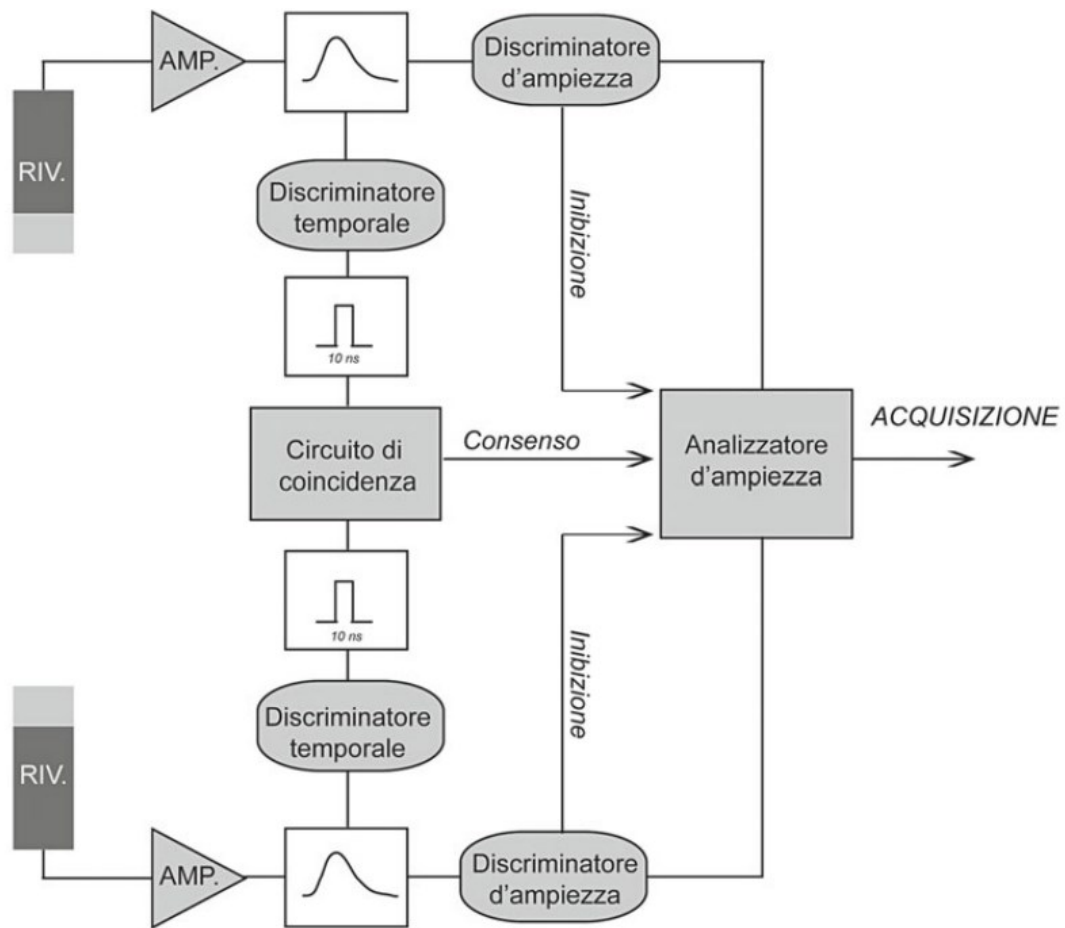 AMP.
Discriminatore
d'ampiezza
RIV.
Discriminatore
temporale
Inibizione
10 ns
Circuito di
coincidenza
Consenso
Analizzatore
d'ampiezza
ACQUISIZIONE
10 ns
Inibizione
Discriminatore
temporale
RIV.
AMP.
Discriminatore
d'ampiezza